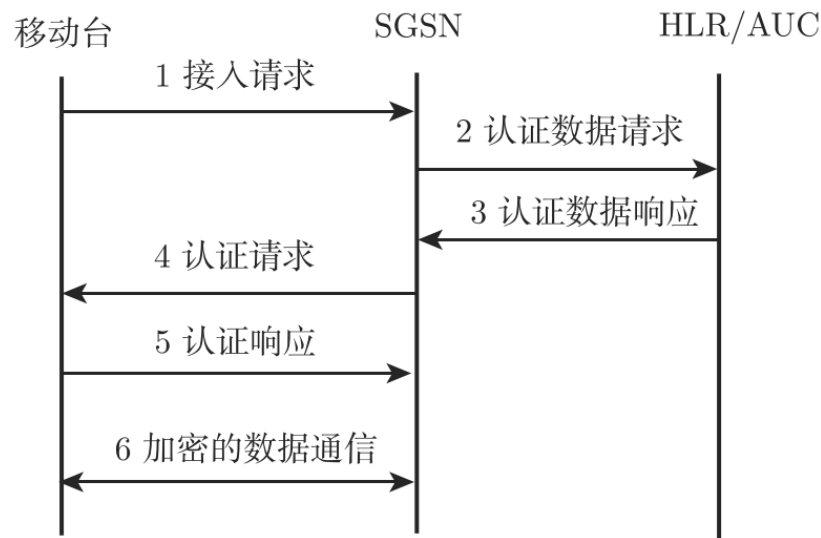 移动台
SGSN
HLR/AUC
1 接入请求
2 认证数据请求
3 认证数据响应
4 认证请求
5 认证响应
6 加密的数据通信